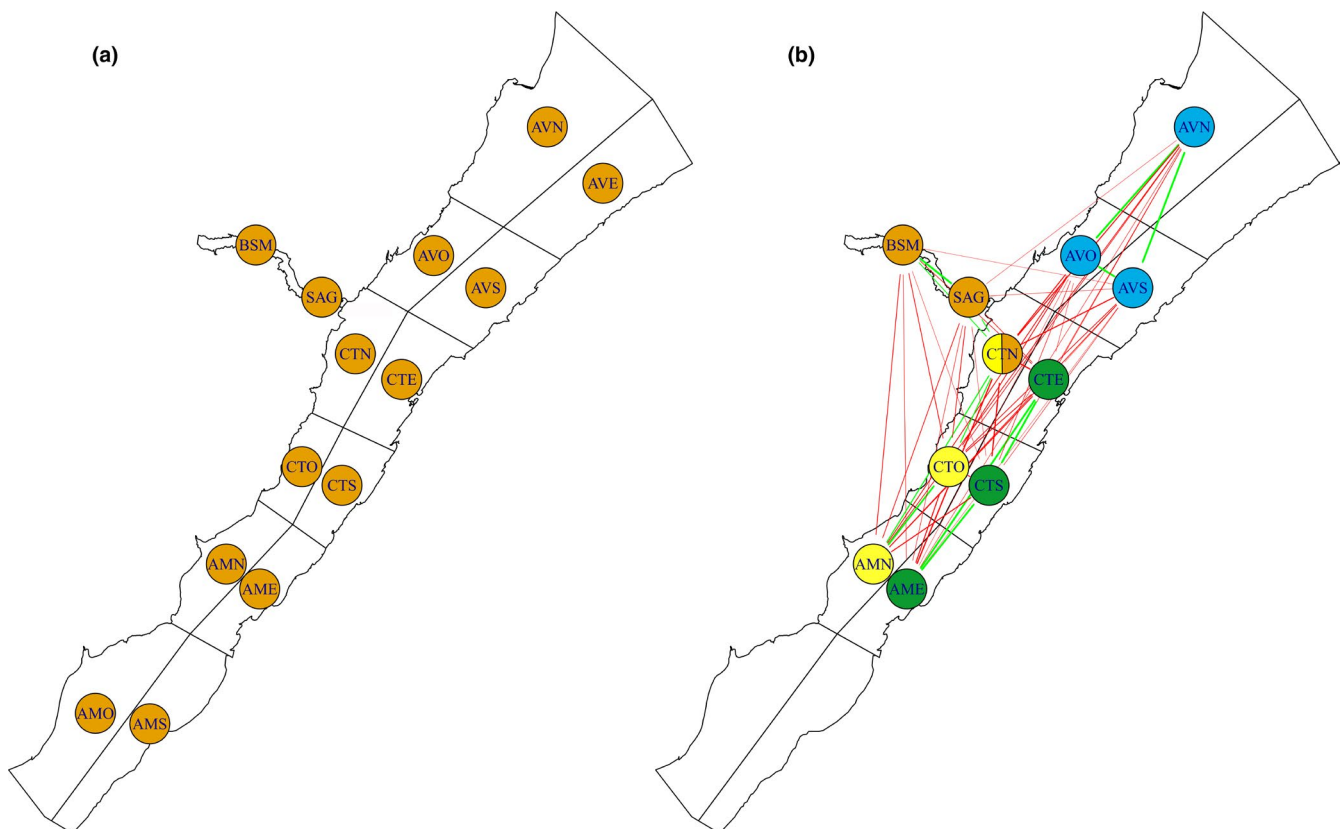 (a)
AVN
AVE
BSM
AVO
SAG
AVS
CTN
CTE
CTO
CTS
AMN
AME
AMO
AMS
(b)
AVN
BSM
AVO
SAG
AVS
CTN
CTE
CTO
CTS
AMN
AME